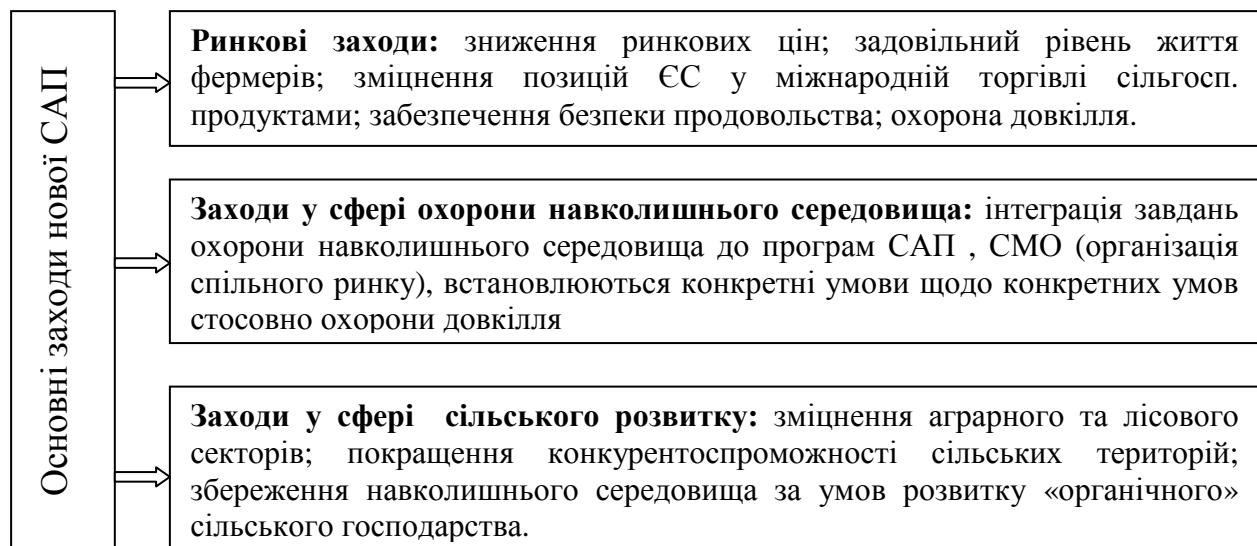 Основні заходи нової САП
Ринкові заходи: зниження ринкових цін; задовільний рівень життя
фермерів; зміцнення позицій ЄС у міжнародній торгівлі сільгосп.
продуктами; забезпечення безпеки продовольства; охорона довкілля.
Заходи у сфері охорони навколишнього середовища: інтеграція завдань
охорони навколишнього середовища до програм САП , СМО (організація
спільного ринку), встановлюються конкретні умови щодо конкретних умов
стосовно охорони довкілля
Заходи у сфері сільського розвитку: зміцнення аграрного та лісового
секторів; покращення конкурентоспроможності сільських територій;
збереження навколишнього середовища за умов розвитку «органічного»
сільського господарства.